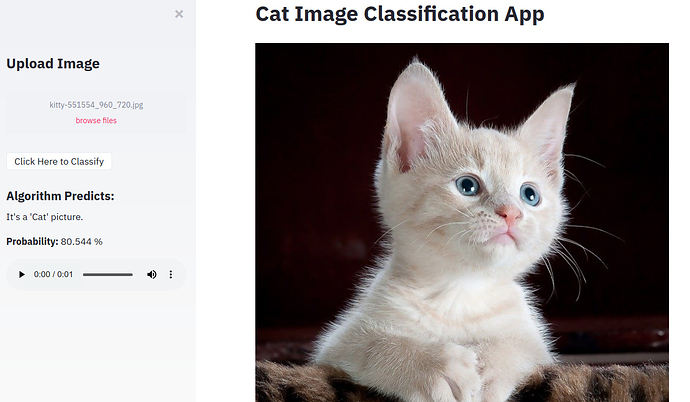 ×
Upload Image
kitty-551554_960_720.jpg
browse files
Click Here to Classify
Algorithm Predicts:
It's a 'Cat' picture.
Probability: 80.544 %
0:00 / 0:01
Cat Image Classification App